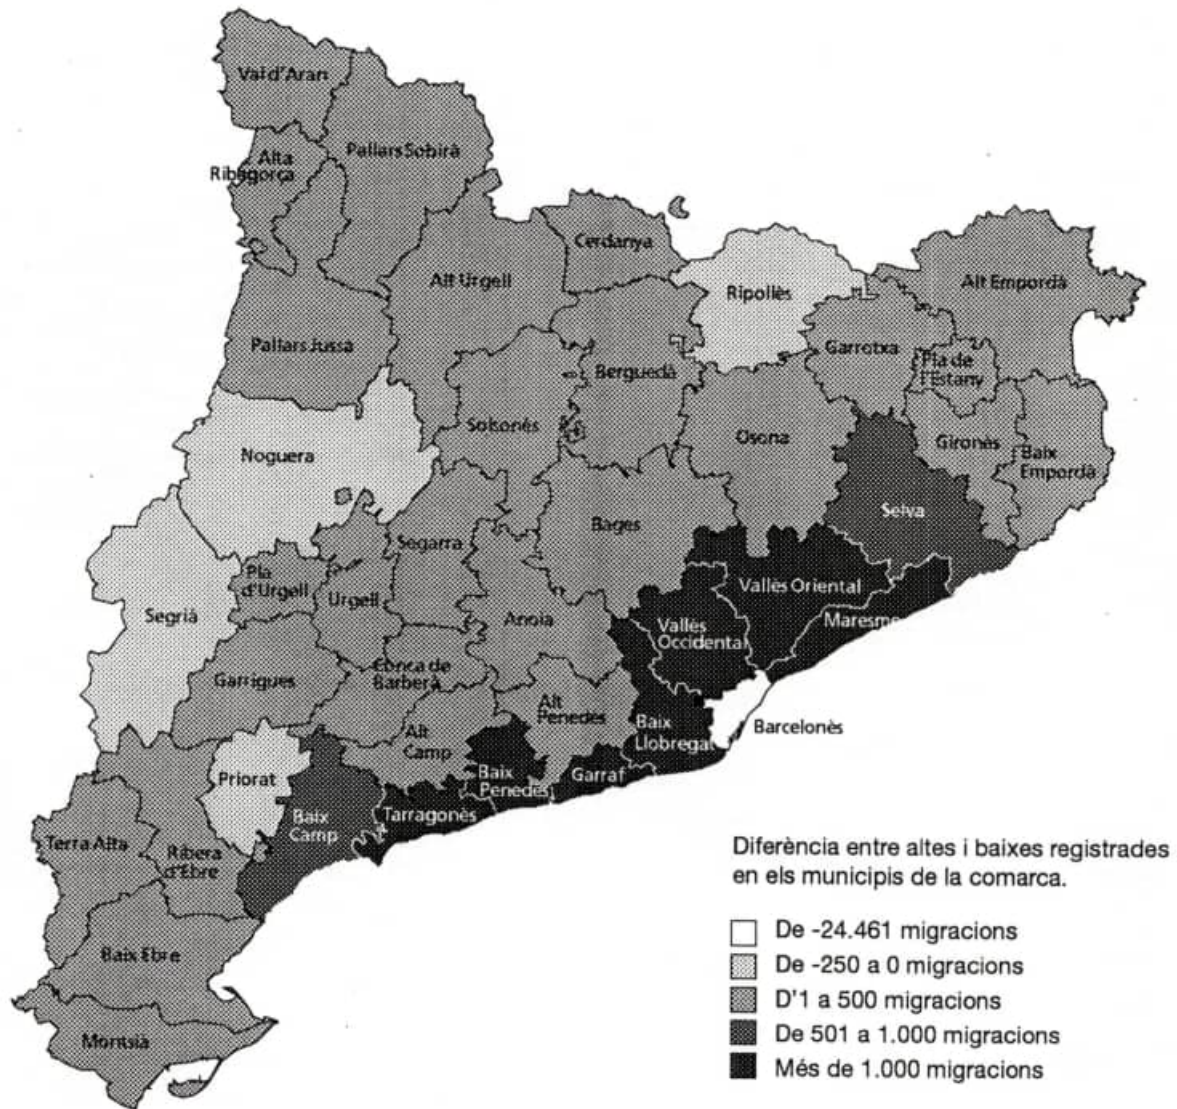 Val d'Aran
Alta
Ribagorça
Pallars Sobirà
Cerdanya
Alt Urgell
Ripollès
Alt Empordà
Pallars Jussà
Berguedà
Garrotxa
Pla de
l'Estany
Solsonès
Osona
Gironès
Baix
Empordà
Noguera
Selva
Bages
Segarra
Pla
d'Urgell
Urgell
Vallès Oriental
Segrià
Anoia
Vallès
Occidental
Maresme
Garrigues
Conca de
Barberà
Alt
Penedès
Alt
Camp
Baix
Llobregat
Barcelonès
Priorat
Baix
Penedès
Garraf
Baix
Camp
Tarragonès
Terra Alta
Ribera
d'Ebre
Baix Ebre
Montsià
Diferència entre altes i baixes registrades
en els municipis de la comarca.
De -24.461 migracions
De -250 a 0 migracions
D'1 a 500 migracions
De 501 a 1.000 migracions
Més de 1.000 migracions